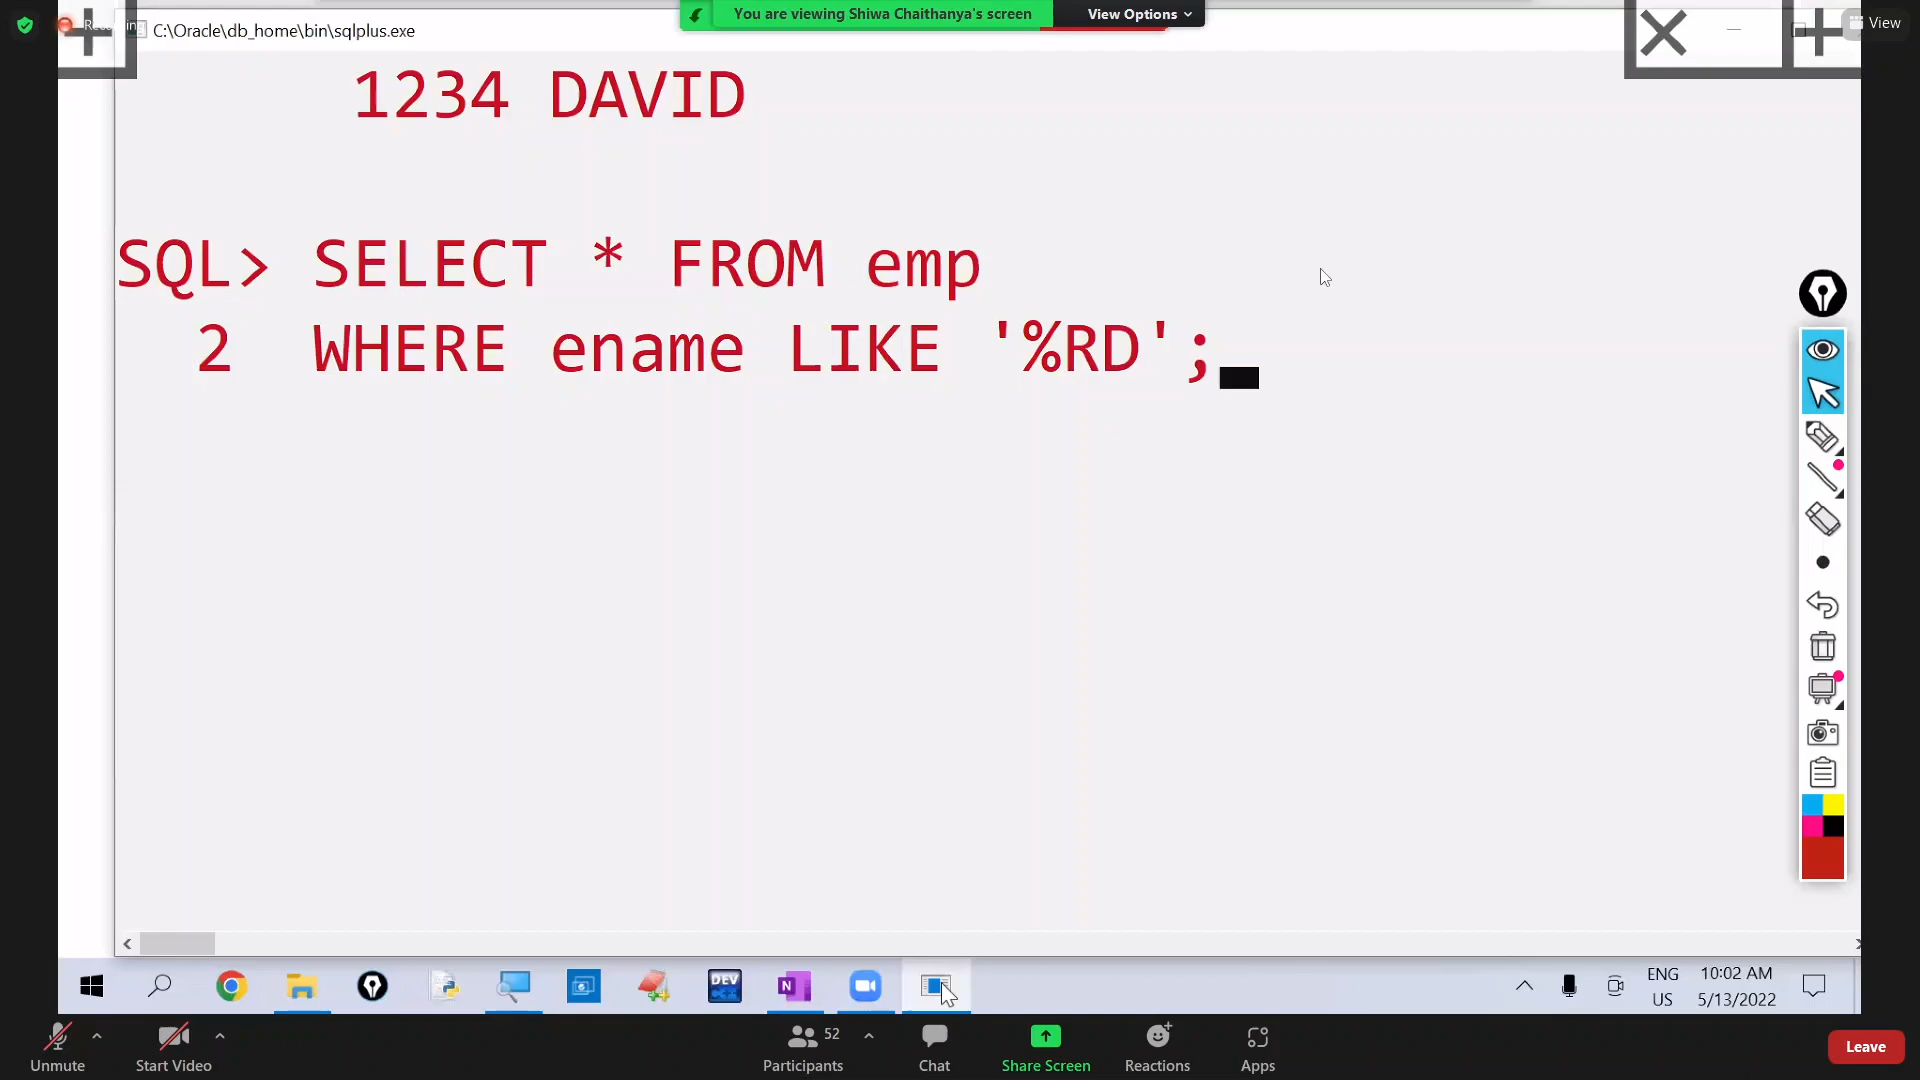 You are viewing Shiwa Chaithanya's screen
View Options
View
C:\Oracle\db_home\bin\sqlplus.exe
1234 DAVID
SQL> SELECT * FROM emp
2 WHERE ename LIKE '%RD';
DEV
N
ENG
US
10:02 AM
5/13/2022
Unmute
Start Video
52
Participants
Chat
Share Screen
Reactions
Apps
Leave